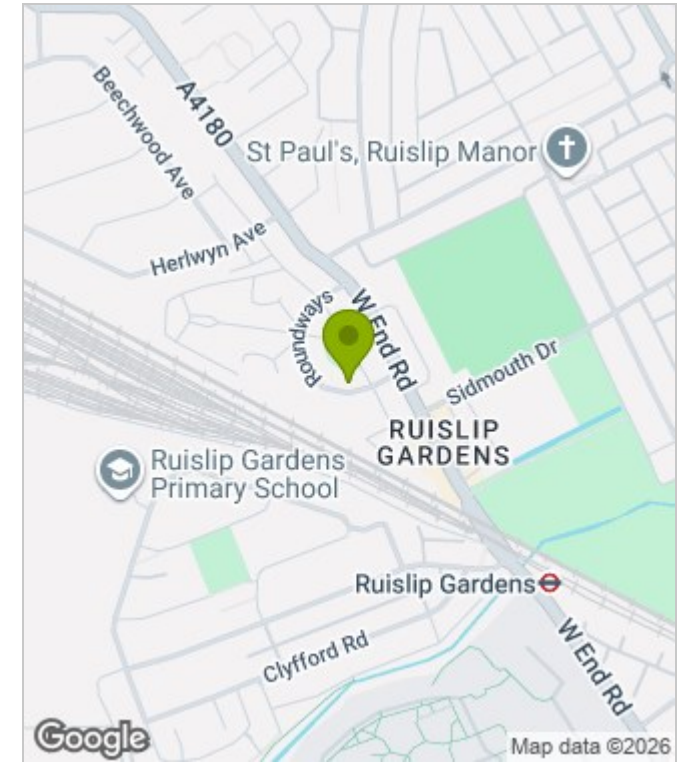 Beechwood Ave
A4180
St Paul's, Ruislip Manor
Herlwyn Ave
Roundways
W End Rd
Sidmouth Dr
RUISLIP
GARDENS
Ruislip Gardens
Primary School
Ruislip Gardens
Clyfford Rd
W End Rd
Google
Map data ©2026